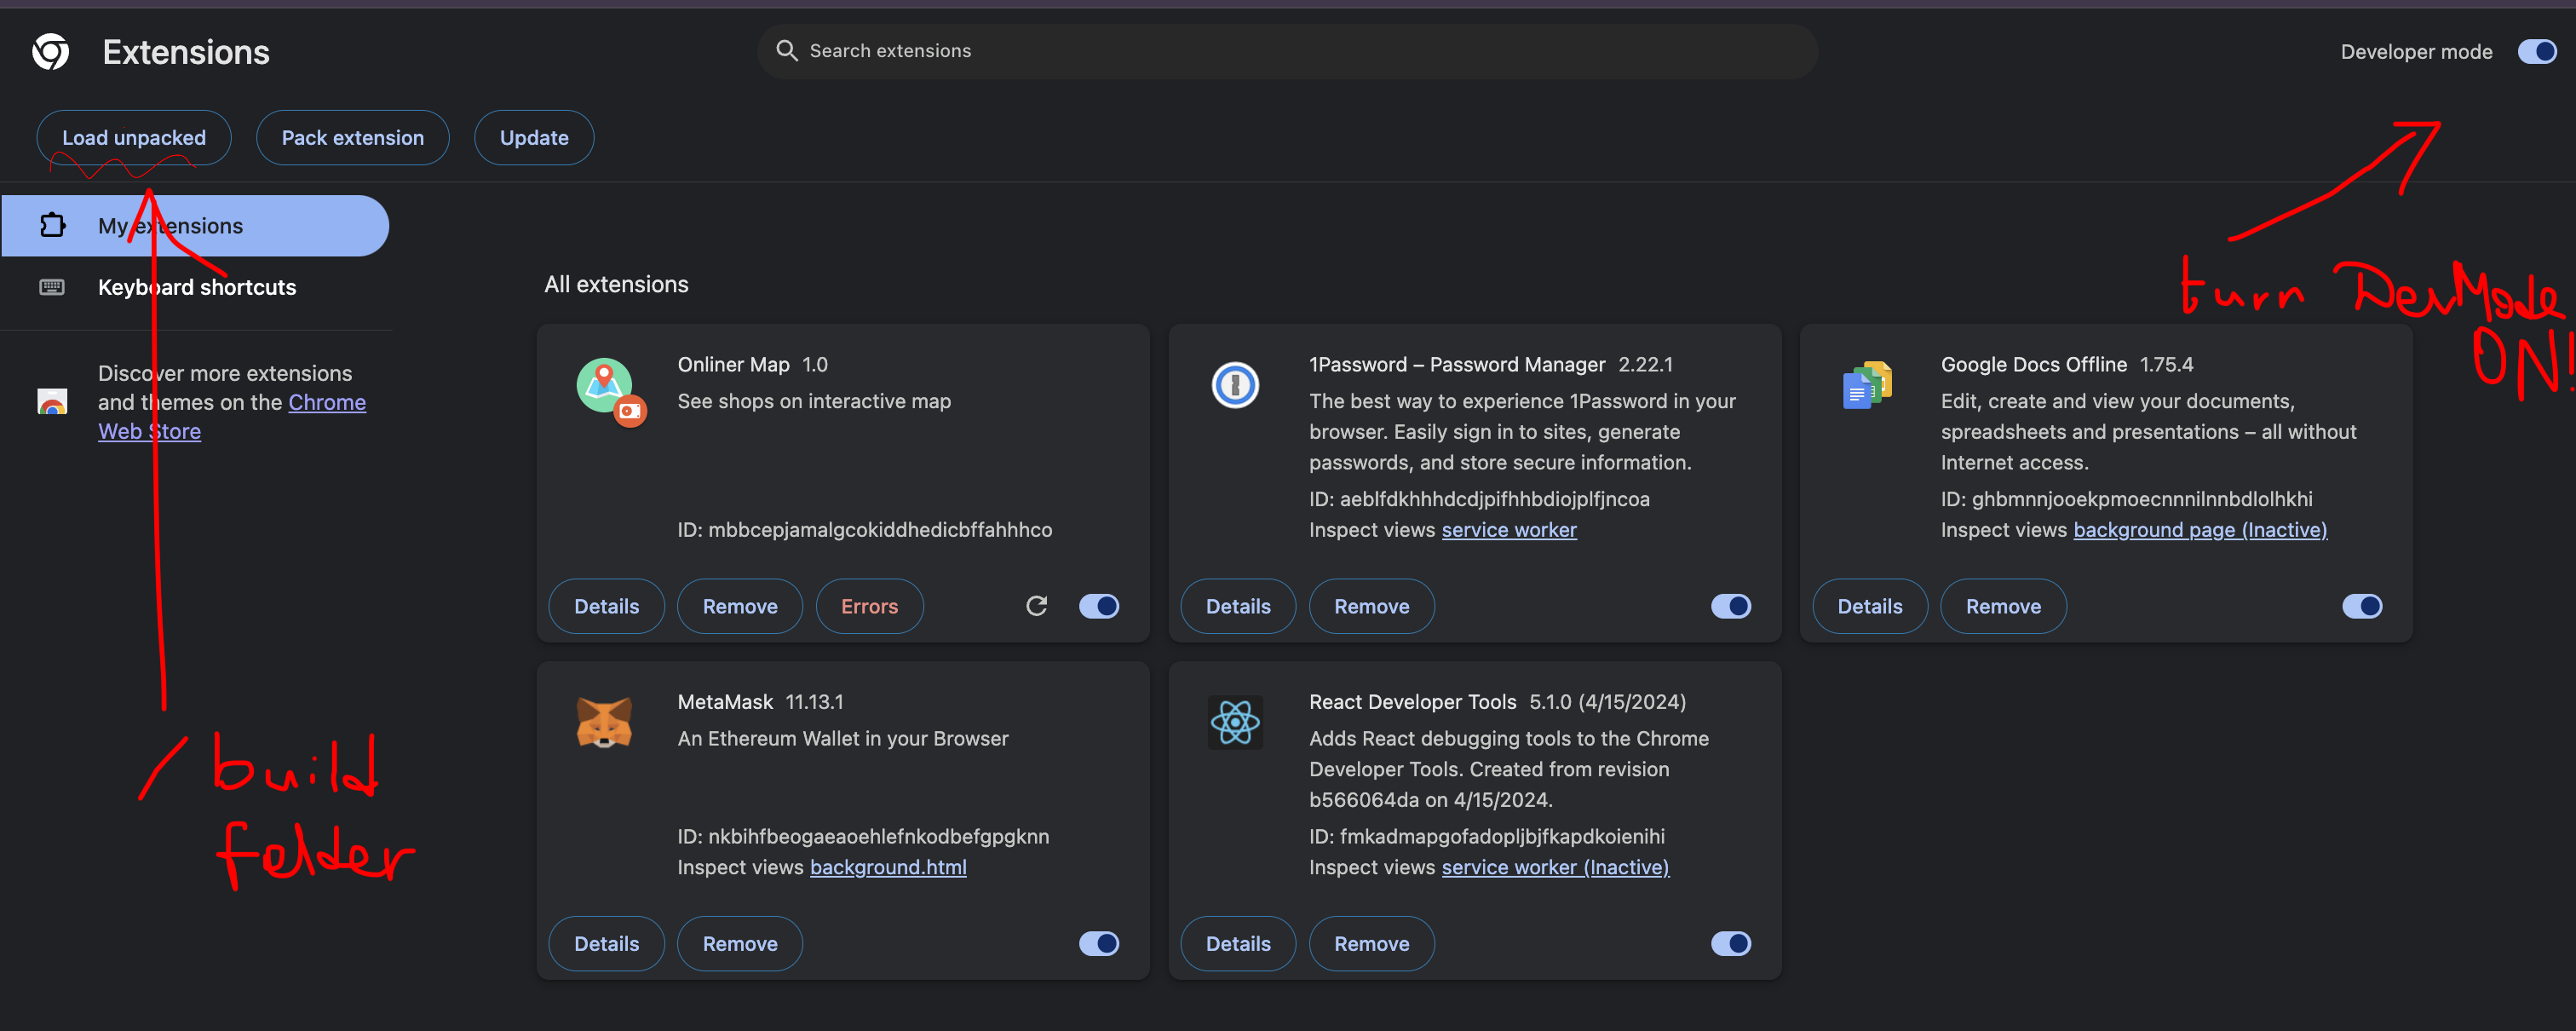 Extensions
Search extensions
Developer mode
Load unpacked
Pack extension
Update
My extensions
Keyboard shortcuts
Discover more extensions
and themes on the Chrome
Web Store
turn DevMode
ON!
/build
folder
All extensions
Onliner Map 1.0
See shops on interactive map
ID: mbbcepjamalgcokiddhedicbffahhhco
Details
Remove
Errors
1Password – Password Manager 2.22.1
The best way to experience 1Password in your
browser. Easily sign in to sites, generate
passwords, and store secure information.
ID: aeblfdkhhhdcdjpifhhbdiojplfjncoa
Inspect views service worker
Details
Remove
Google Docs Offline 1.75.4
Edit, create and view your documents,
spreadsheets and presentations – all without
Internet access.
ID: ghbmnnjooekpmoecnnnilnnbdlolhkhi
Inspect views background page (Inactive)
Details
Remove
MetaMask 11.13.1
An Ethereum Wallet in your Browser
ID: nkbihfbeogaeaoehlefnkodbefgpgknn
Inspect views background.html
Details
Remove
React Developer Tools 5.1.0 (4/15/2024)
Adds React debugging tools to the Chrome
Developer Tools. Created from revision
b566064da on 4/15/2024.
ID: fmkadmapgofadopljbjfkapdkoienihi
Inspect views service worker (Inactive)
Details
Remove